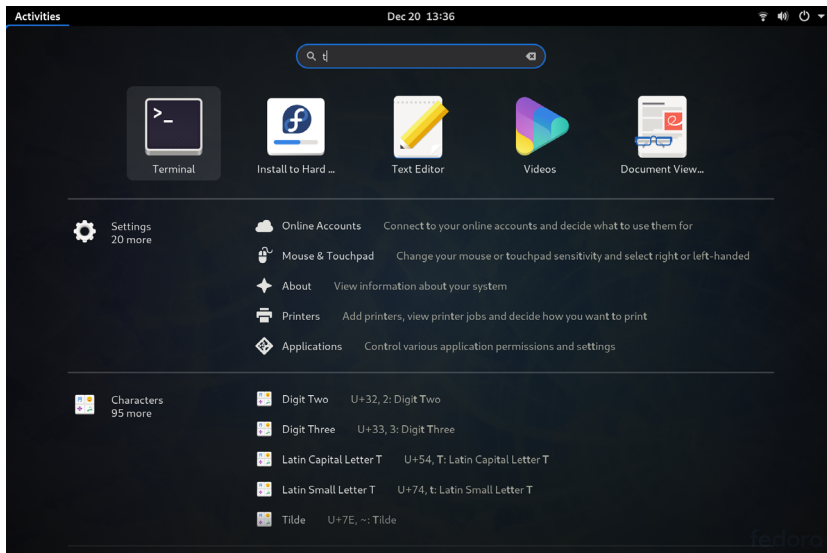 Activities Dec 20 13:36
t
>_
Terminal Install to Hard ... Text Editor Videos Document View...
Settings
20 more
Online Accounts Connect to your online accounts and decide what to use them for
Mouse & Touchpad Change your mouse or touchpad sensitivity and select right or left-handed
About View information about your system
Printers Add printers, view printer jobs and decide how you want to print
Applications Control various application permissions and settings
Characters
95 more
Digit Two U+32, 2: Digit Two
Digit Three U+33, 3: Digit Three
Latin Capital Letter T U+54, T: Latin Capital Letter T
Latin Small Letter T U+74, t: Latin Small Letter T
Tilde U+7E, ~: Tilde
fedora